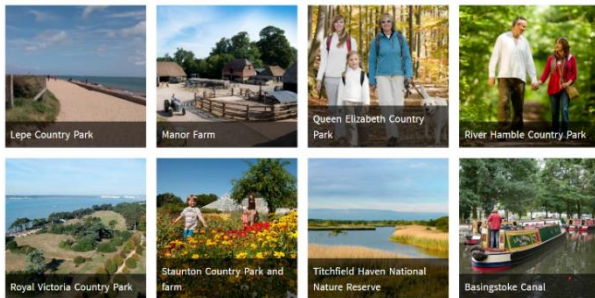 Lepe Country Park
Manor Farm
Queen Elizabeth Country
Park
River Hamble Country Park
Royal Victoria Country Park
Staunton Country Park and
farm
Titchfield Haven National
Nature Reserve
Basingstoke Canal